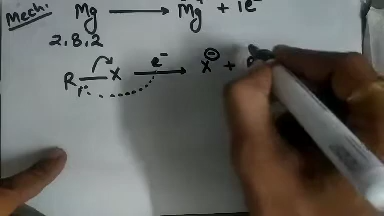 Mech: Mg ⟶ Mg⁺ + 1e⁻
2,8,2
R—X e⁻ ⟶ X⊖ +